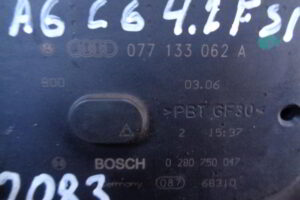 A6 C6 4.2 FSI
077 133 062 A
800 03.06
>PBT GF30<
2 15:37
BOSCH 0 280 750 047
Germany 087 68310
2083